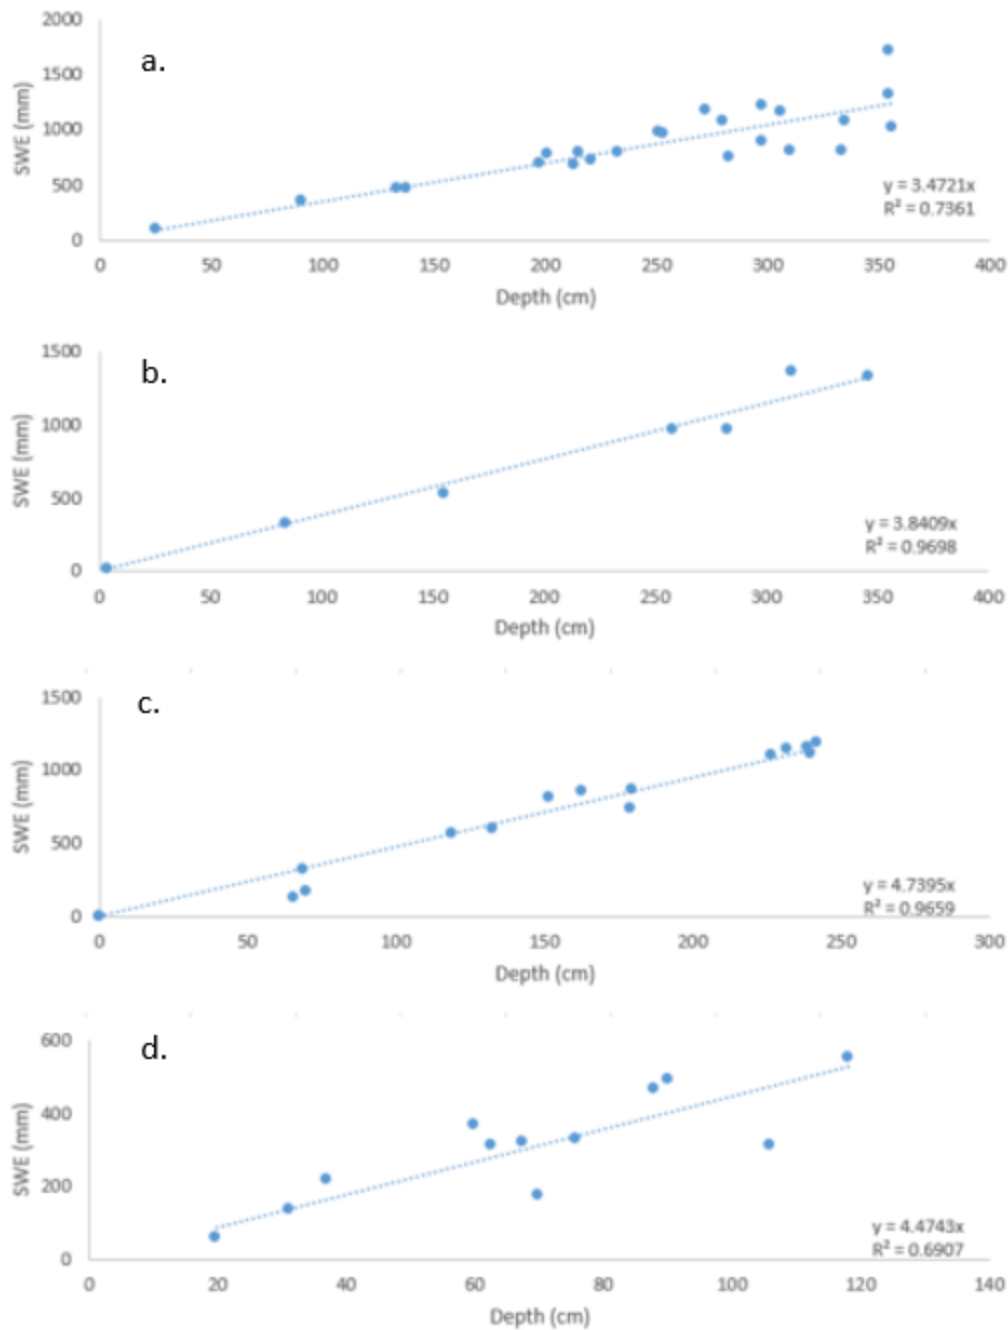 a.
2000
1500
1000
500
0
SWE (mm)
y = 3.4721x
R² = 0.7361
0 50 100 150 200 250 300 350 400
Depth (cm)
b.
1500
1000
500
0
SWE (mm)
y = 3.8409x
R² = 0.9698
0 50 100 150 200 250 300 350 400
Depth (cm)
c.
1500
1000
500
0
SWE (mm)
y = 4.7395x
R² = 0.9659
0 50 100 150 200 250 300
Depth (cm)
d.
600
400
200
0
SWE (mm)
y = 4.4743x
R² = 0.6907
0 20 40 60 80 100 120 140
Depth (cm)